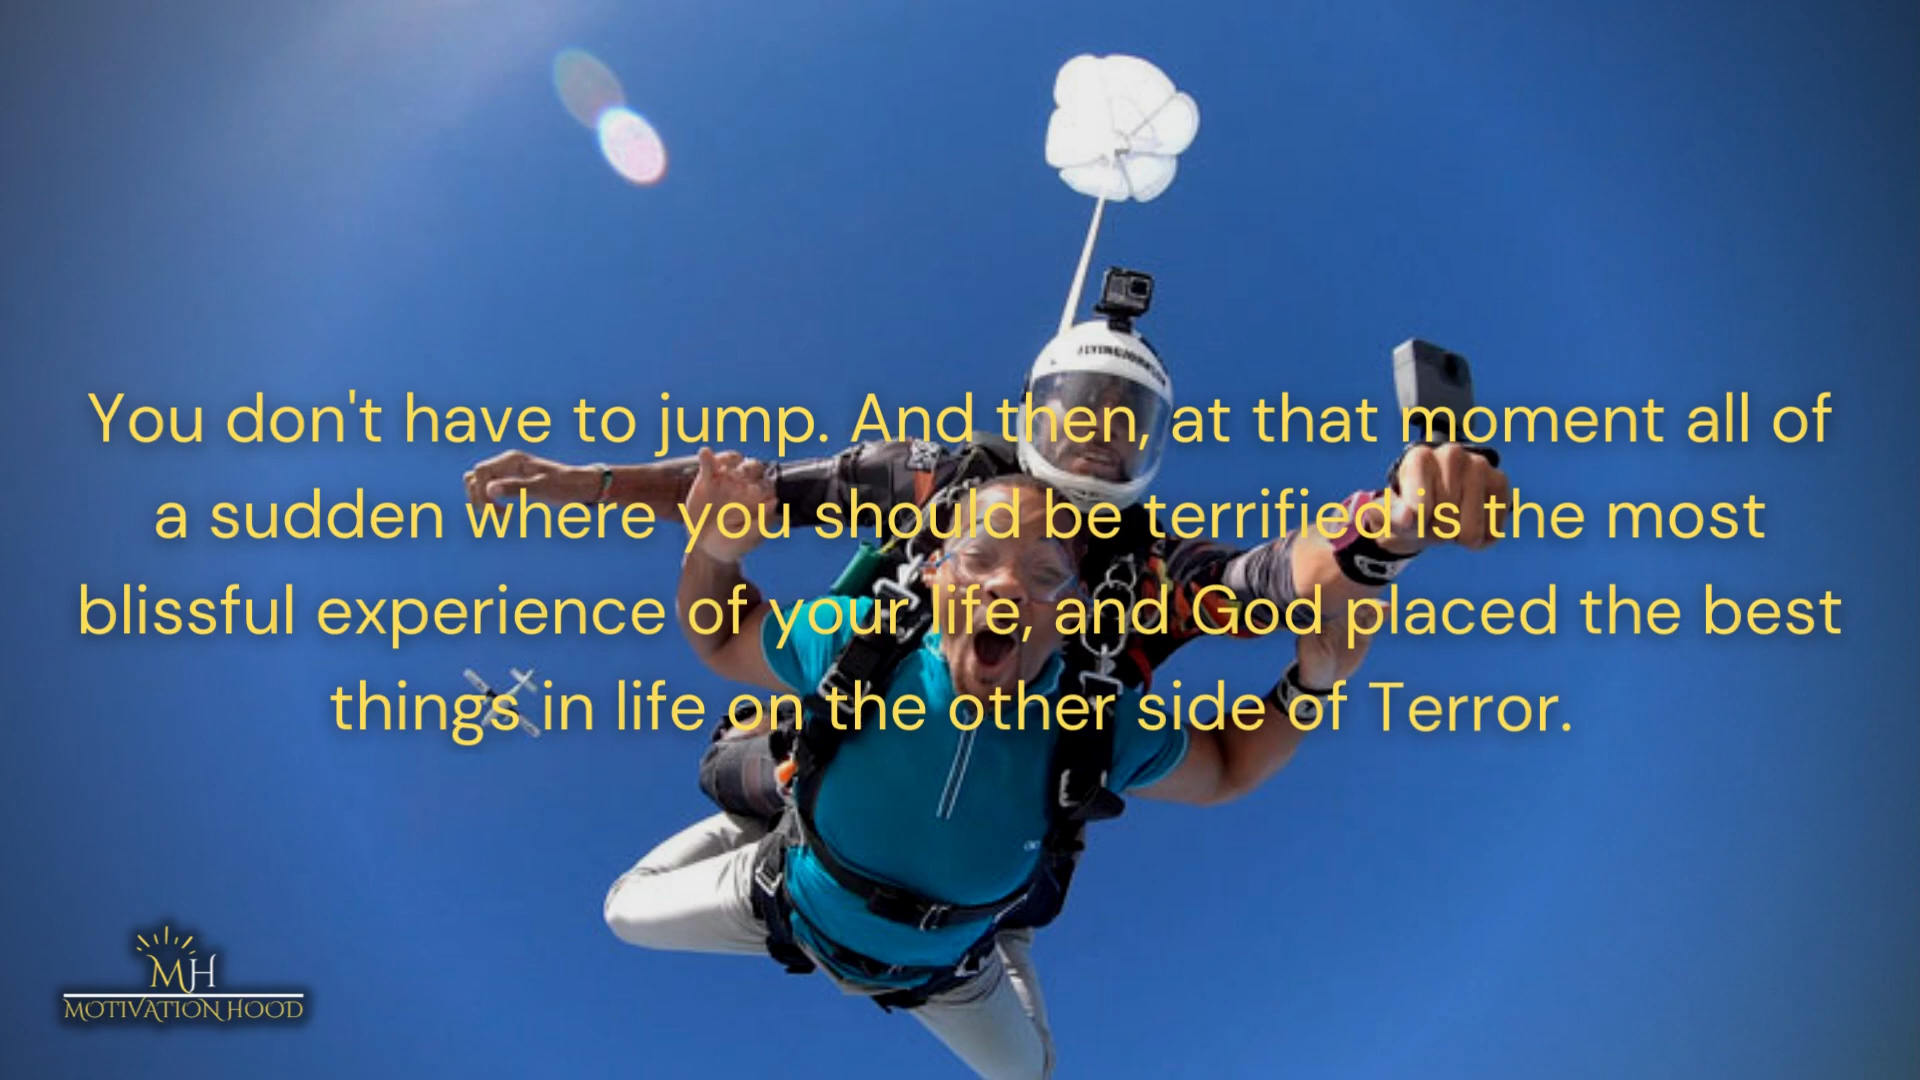 You don't have to jump. And then, at that moment all of
a sudden where you should be terrified is the most
blissful experience of your life, and God placed the best
things in life on the other side of Terror.
MH
MOTIVATION HOOD